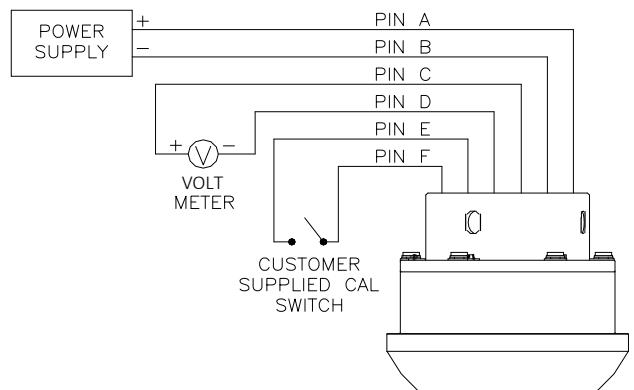 POWER
SUPPLY
+
−
PIN A
PIN B
PIN C
PIN D
PIN E
PIN F
+ V −
VOLT
METER
CUSTOMER
SUPPLIED CAL
SWITCH